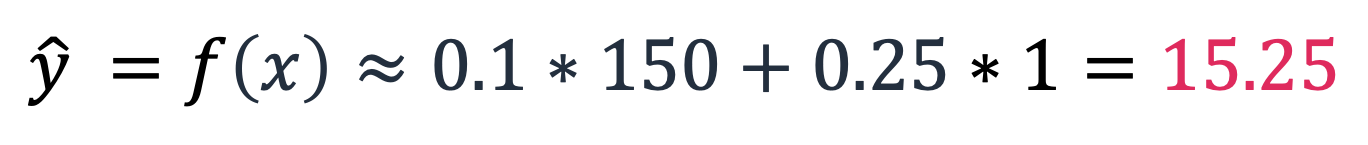 ŷ = f(x) ≈ 0.1 * 150 + 0.25 * 1 = 15.25